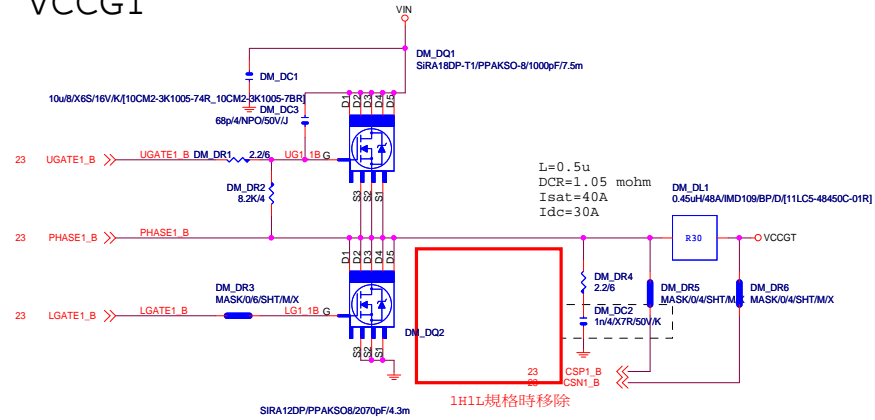 VCCGT
VIN
DM_DQ1
SiRA18DP-T1/PPAKSO-8/1000pF/7.5m
DM_DC1
10u/8/X6S/16V/K/[10CM2-3K1005-74R_10CM2-3K1005-7BR]
DM_DC3
68p/4/NPO/50V/J
D1 D2 D3 D4 D5
23 UGATE1_B UGATE1_B DM_DR1 2.2/6 UG1_1B G
DM_DR2
8.2K/4
S3 S2 S1
L=0.5u
DCR=1.05 mohm
Isat=40A
Idc=30A
DM_DL1
0.45uH/48A/IMD109/BP/D/[11LC5-48450C-01R]
23 PHASE1_B PHASE1_B
R30
VCCGT
D1 D2 D3 D4 D5
DM_DR3
MASK/0/6/SHT/M/X
DM_DR4
2.2/6
DM_DR5
MASK/0/4/SHT/M/X
DM_DR6
MASK/0/4/SHT/M/X
23 LGATE1_B LGATE1_B LG1_1B G
DM_DC2
1n/4/X7R/50V/K
DM_DQ2
S3 S2 S1
23 CSP1_B
23 CSN1_B
1H1L規格時移除
SIRA12DP/PPAKSO8/2070pF/4.3m